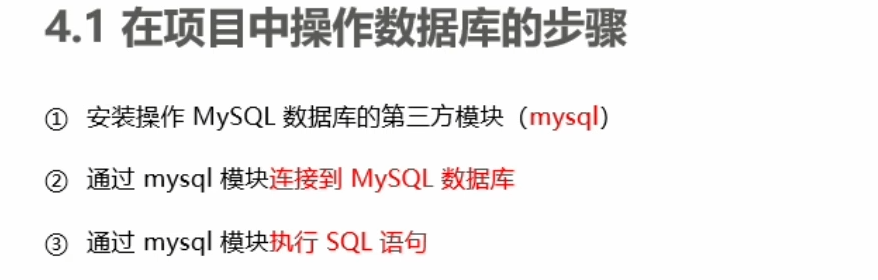 4.1 在项目中操作数据库的步骤
① 安装操作 MySQL 数据库的第三方模块（mysql）
② 通过 mysql 模块连接到 MySQL 数据库
③ 通过 mysql 模块执行 SQL 语句